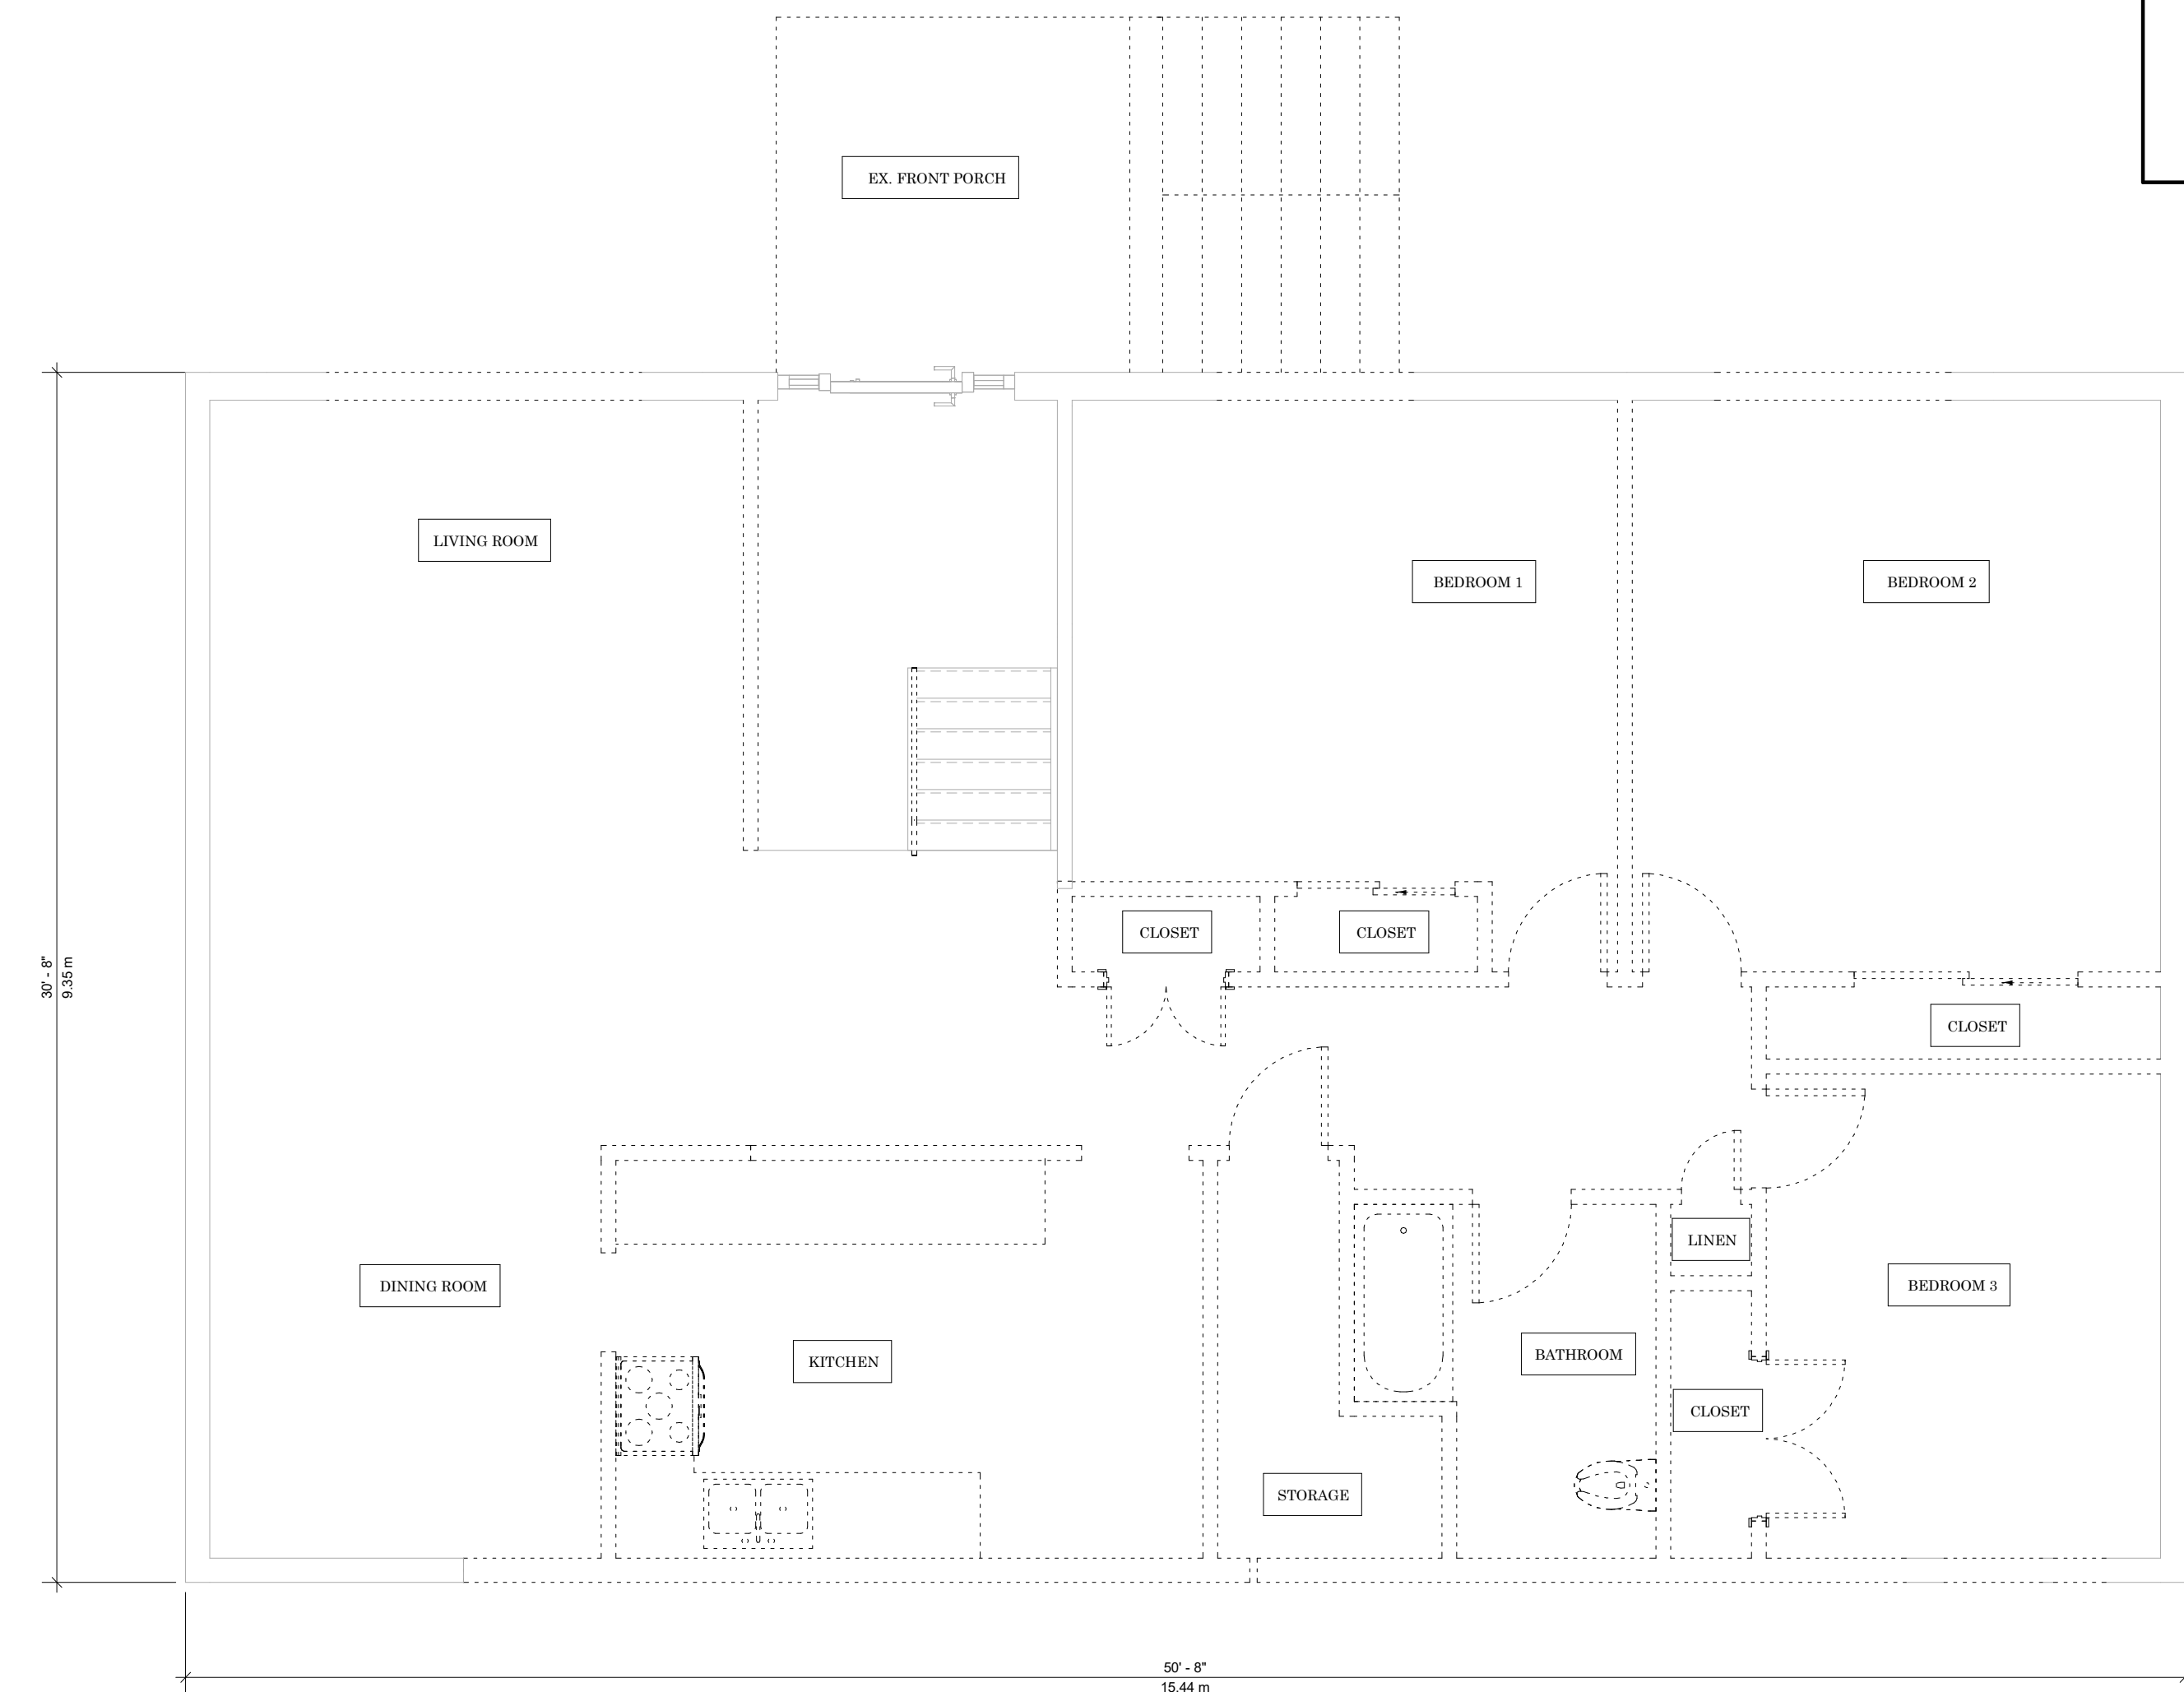 EX. FRONT PORCH
LIVING ROOM
BEDROOM 1
BEDROOM 2
CLOSET
CLOSET
CLOSET
30' - 8"
9.35 m
LINEN
DINING ROOM
BEDROOM 3
KITCHEN
BATHROOM
CLOSET
STORAGE
50' - 8"
15.44 m